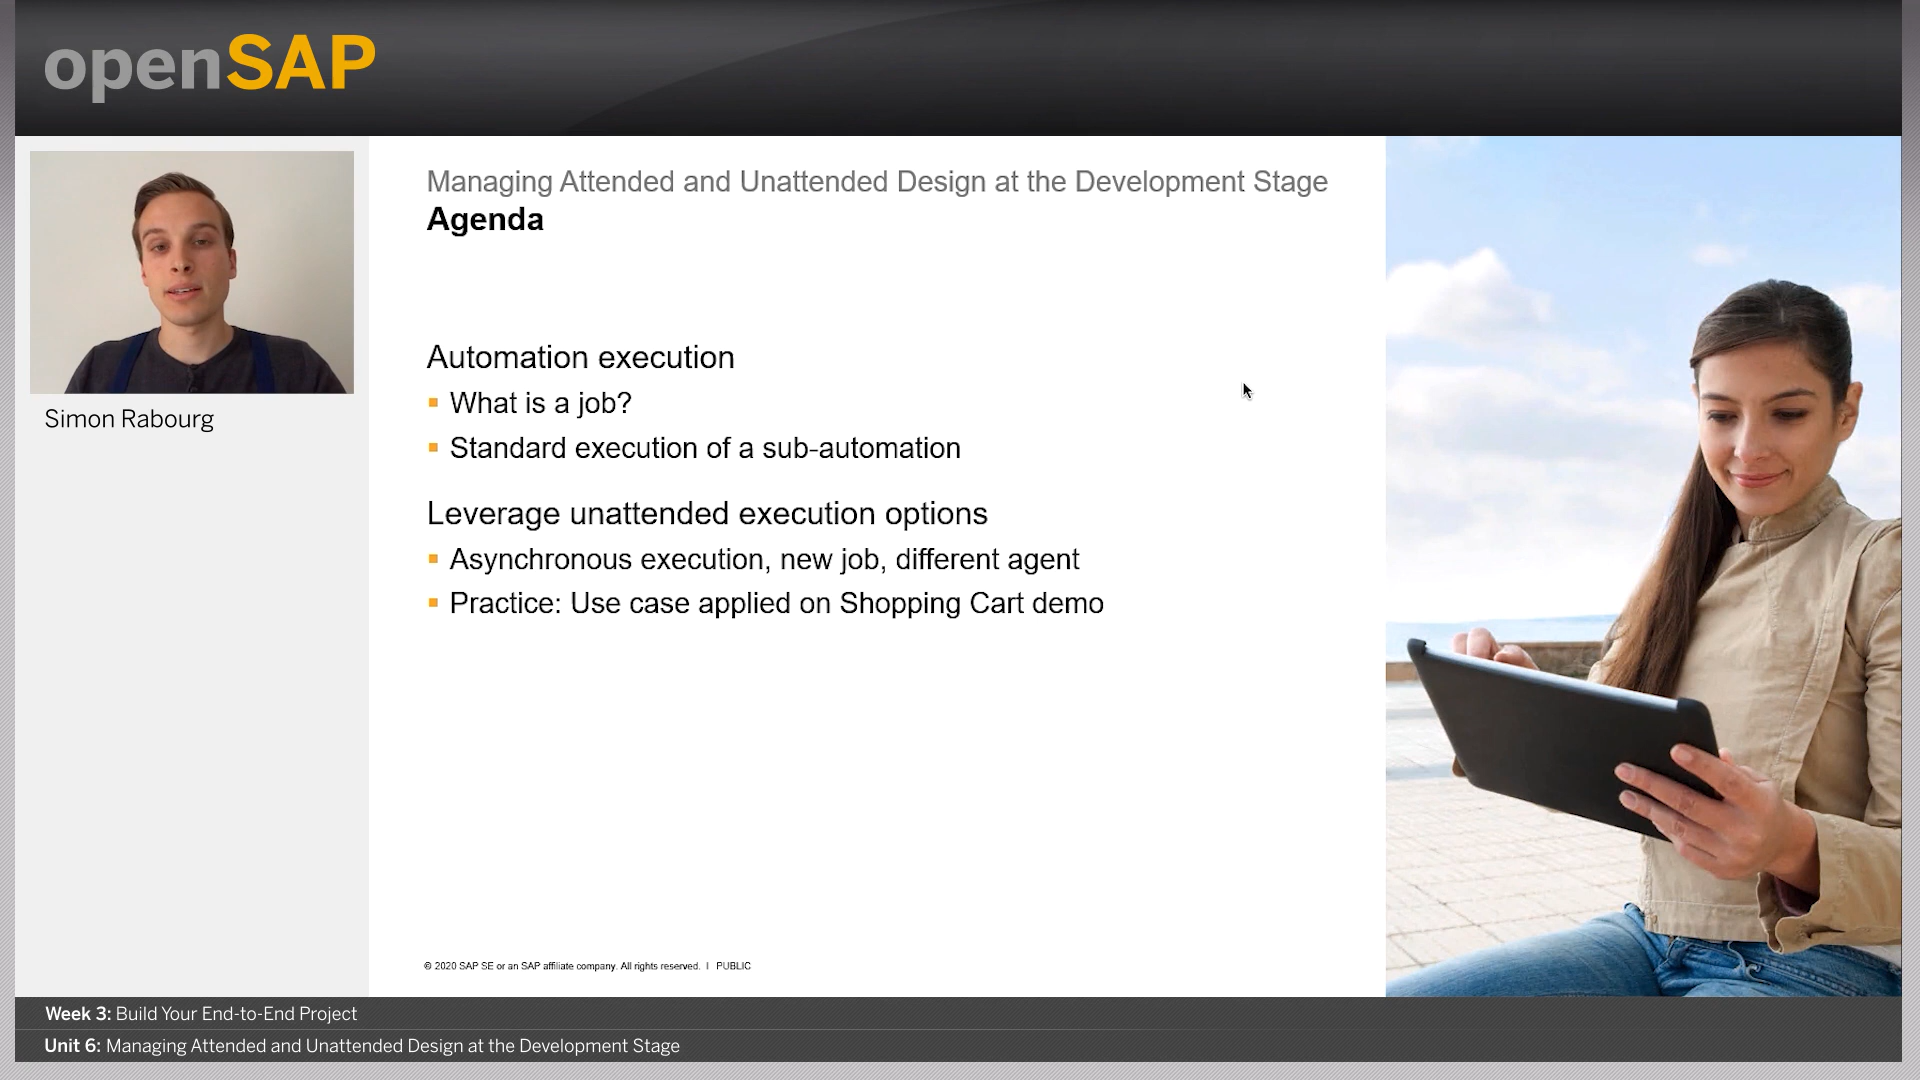 openSAP
Simon Rabourg
Managing Attended and Unattended Design at the Development Stage
Agenda
Automation execution
What is a job?
Standard execution of a sub-automation
Leverage unattended execution options
Asynchronous execution, new job, different agent
Practice: Use case applied on Shopping Cart demo
© 2020 SAP SE or an SAP affiliate company. All rights reserved. I PUBLIC
Week 3: Build Your End-to-End Project
Unit 6: Managing Attended and Unattended Design at the Development Stage